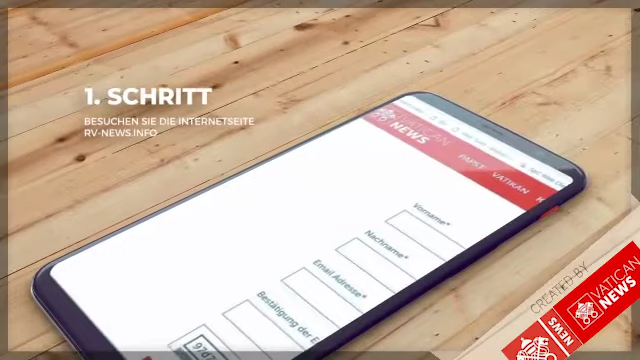 1. SCHRITT
BESUCHEN SIE DIE INTERNETSEITE
RV-NEWS.INFO
VATICAN
NEWS
PAPST
VATIKAN
Vorname*
Nachname*
Email Adresse*
Bestätigung der E
97d7
CREATED BY
VATICAN
NEWS
NEWS